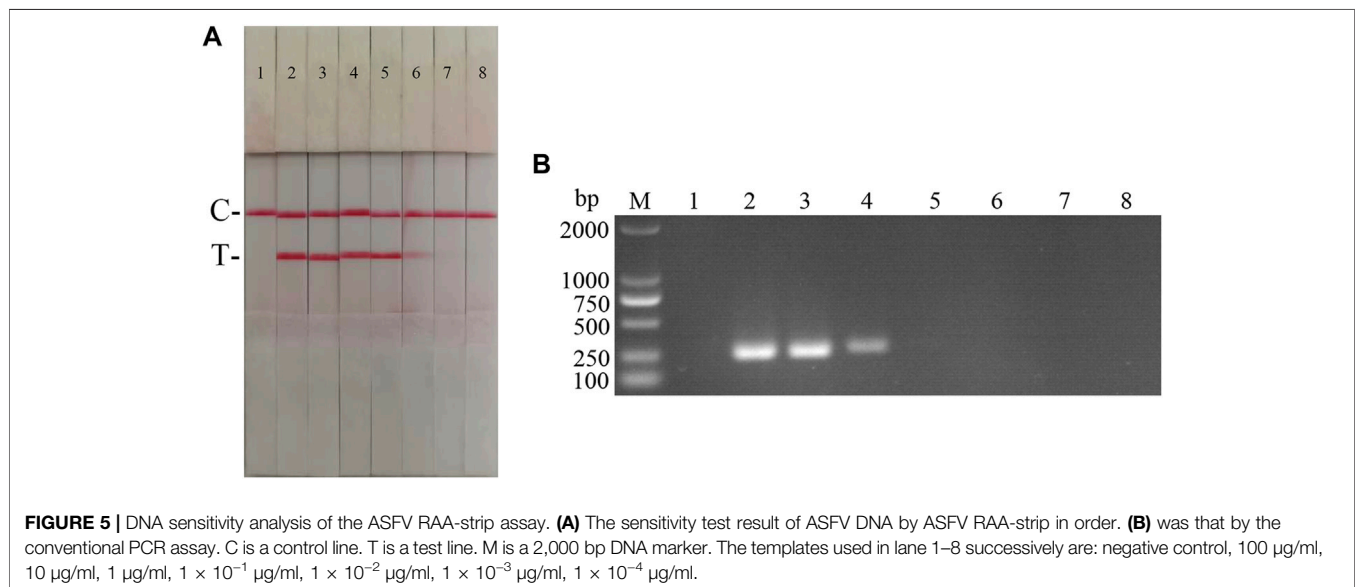 A
1 2 3 4 5 6 7 8
C-
T-
B
bp M 1 2 3 4 5 6 7 8
2000
1000
750
500
250
100
FIGURE 5 | DNA sensitivity analysis of the ASFV RAA-strip assay. (A) The sensitivity test result of ASFV DNA by ASFV RAA-strip in order. (B) was that by the
conventional PCR assay. C is a control line. T is a test line. M is a 2,000 bp DNA marker. The templates used in lane 1–8 successively are: negative control, 100 μg/ml,
10 μg/ml, 1 μg/ml, 1 × 10⁻¹ μg/ml, 1 × 10⁻² μg/ml, 1 × 10⁻³ μg/ml, 1 × 10⁻⁴ μg/ml.